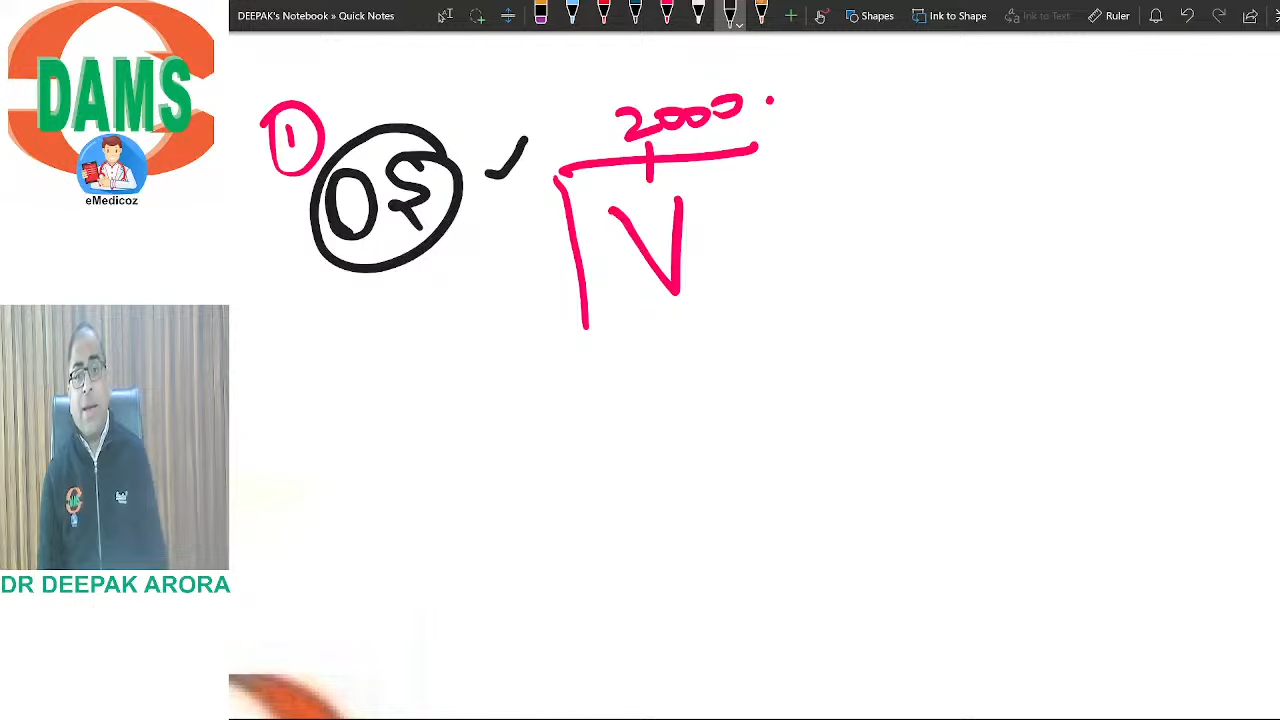 DEEPAK's Notebook » Quick Notes
Shapes
Ink to Shape
Ink to Text
Ruler
DAMS
eMedicoz
1
2000
V
DR DEEPAK ARORA